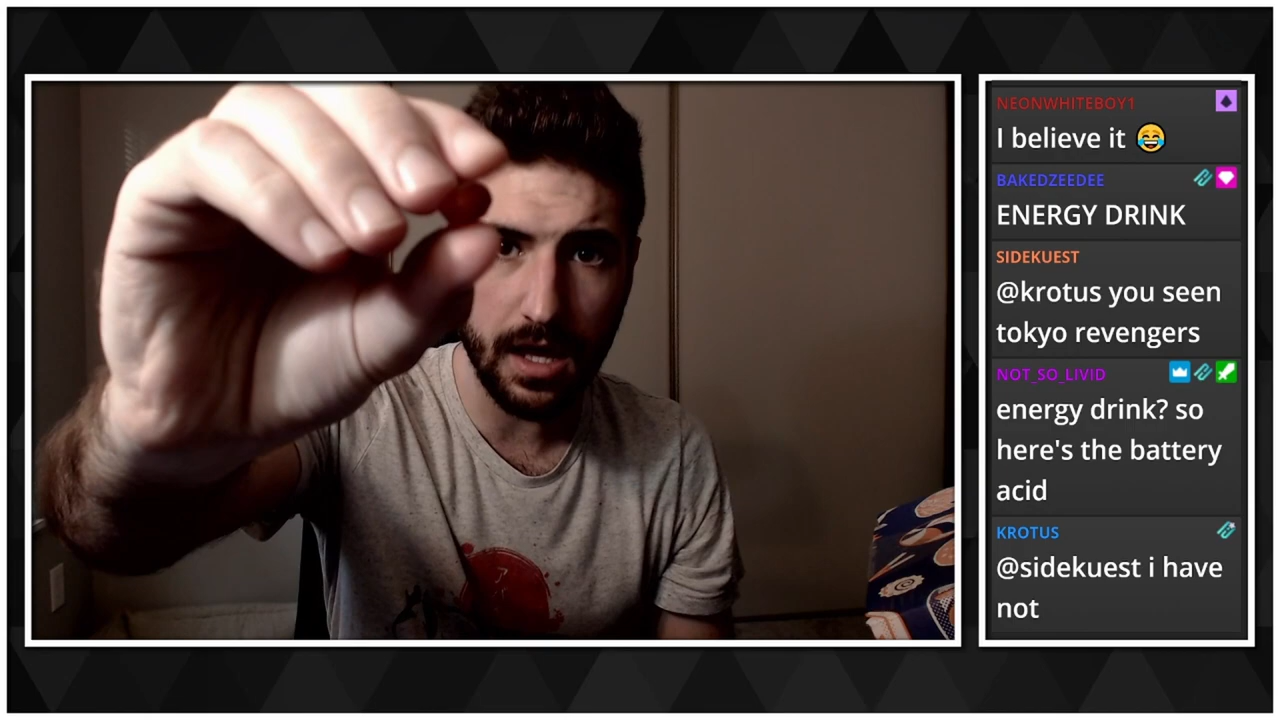 NEONWHITEBOY1
I believe it 😂
BAKEDZEEDEE
ENERGY DRINK
SIDEKUEST
@krotus you seen
tokyo revengers
NOT_SO_LIVID
energy drink? so
here's the battery
acid
KROTUS
@sidekuest i have
not